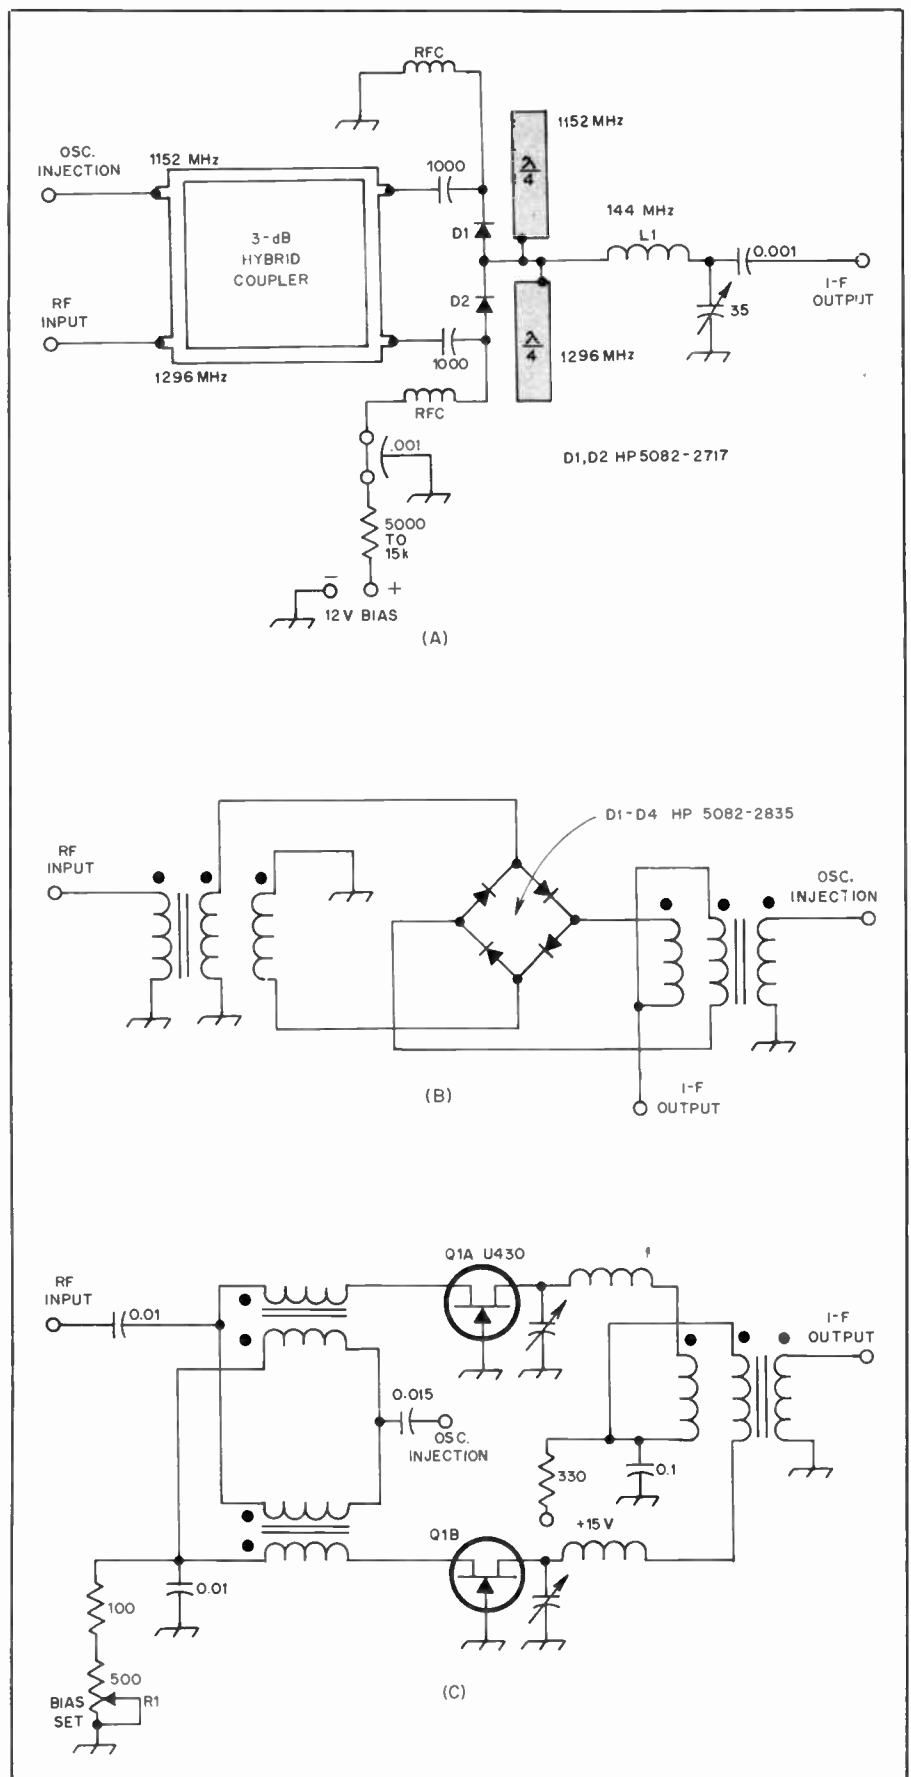 RFC
1152 MHz
OSC.
INJECTION
1152 MHz
1000
λ
4
144 MHz
D1
L1
0.001
3-dB
HYBRID
COUPLER
I-F
OUTPUT
RF
INPUT
D2
35
λ
4
1296 MHz
1000
1296 MHz
RFC
.001
D1,D2 HP 5082-2717
5000
TO
15k
− +
12V BIAS
(A)
D1-D4 HP 5082-2835
RF
INPUT
OSC.
INJECTION
(B)
I-F
OUTPUT
Q1A U430
RF
INPUT
0.01
I-F
OUTPUT
0.015
OSC.
INJECTION
330
0.1
+15V
Q1B
0.01
100
500
R1
BIAS
SET
(C)